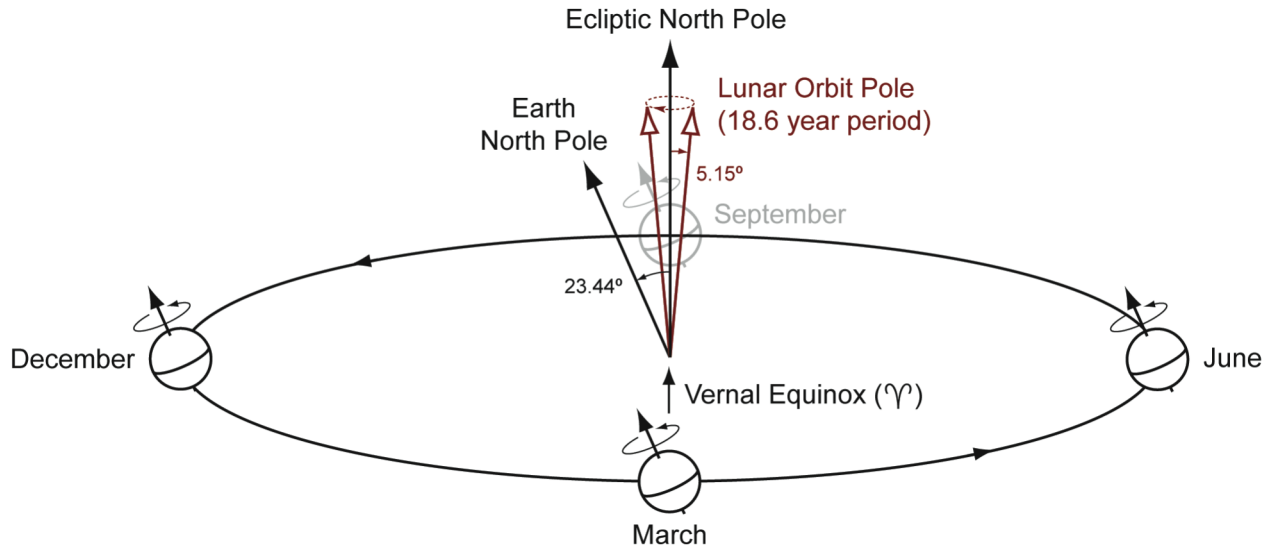 Ecliptic North Pole
Lunar Orbit Pole
(18.6 year period)
Earth
North Pole
5.15º
September
23.44º
December
June
Vernal Equinox (♈)
March